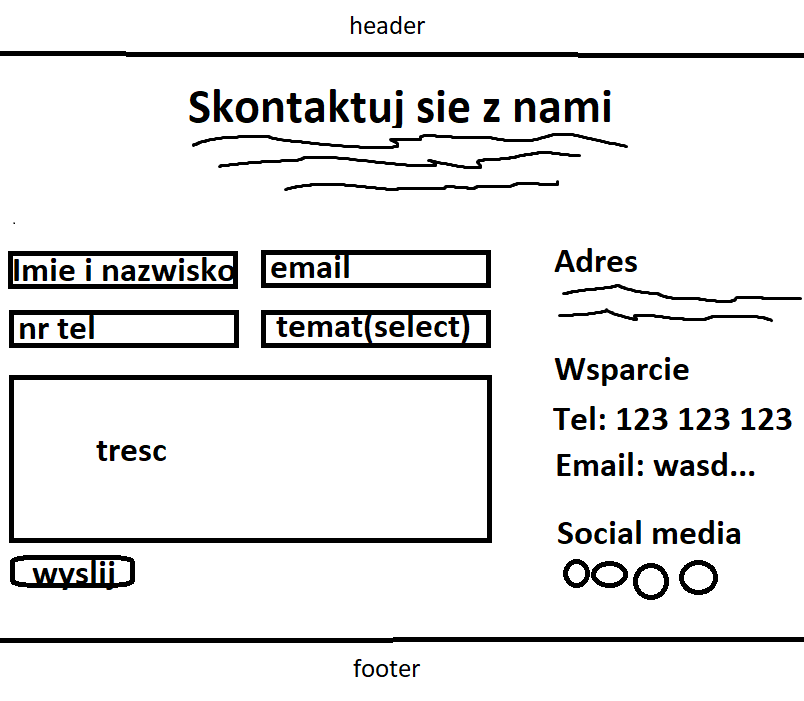 header
Skontaktuj sie z nami
Imie i nazwisko
email
nr tel
temat(select)
tresc
wyslij
Adres
Wsparcie
Tel: 123 123 123
Email: wasd...
Social media
footer